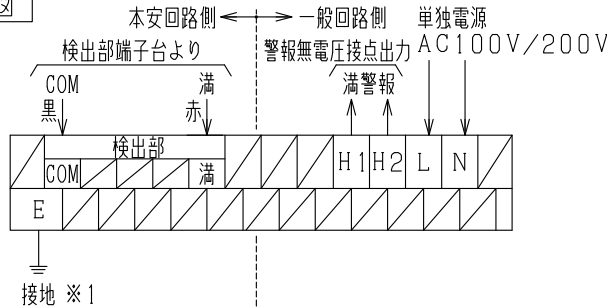 本安回路側 一般回路側 単独電源
検出部端子台より 警報無電圧接点出力 AC100V/200V
COM 満 満警報
黒 赤
検出部 H1 H2 L N
COM 満
E
接地 ※1